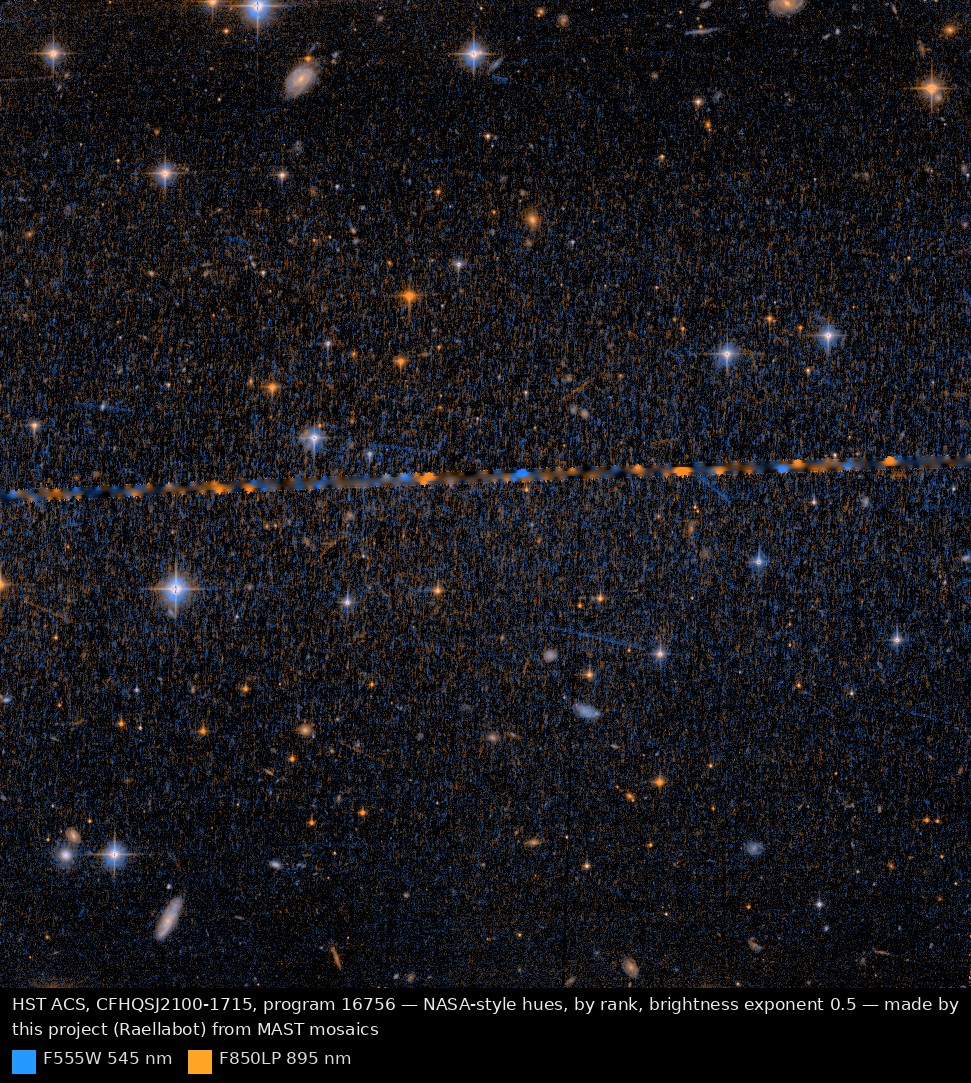 HST ACS, CFHQSJ2100-1715, program 16756 — NASA-style hues, by rank, brightness exponent 0.5 — made by
this project (Raellabot) from MAST mosaics
F555W 545 nm F850LP 895 nm